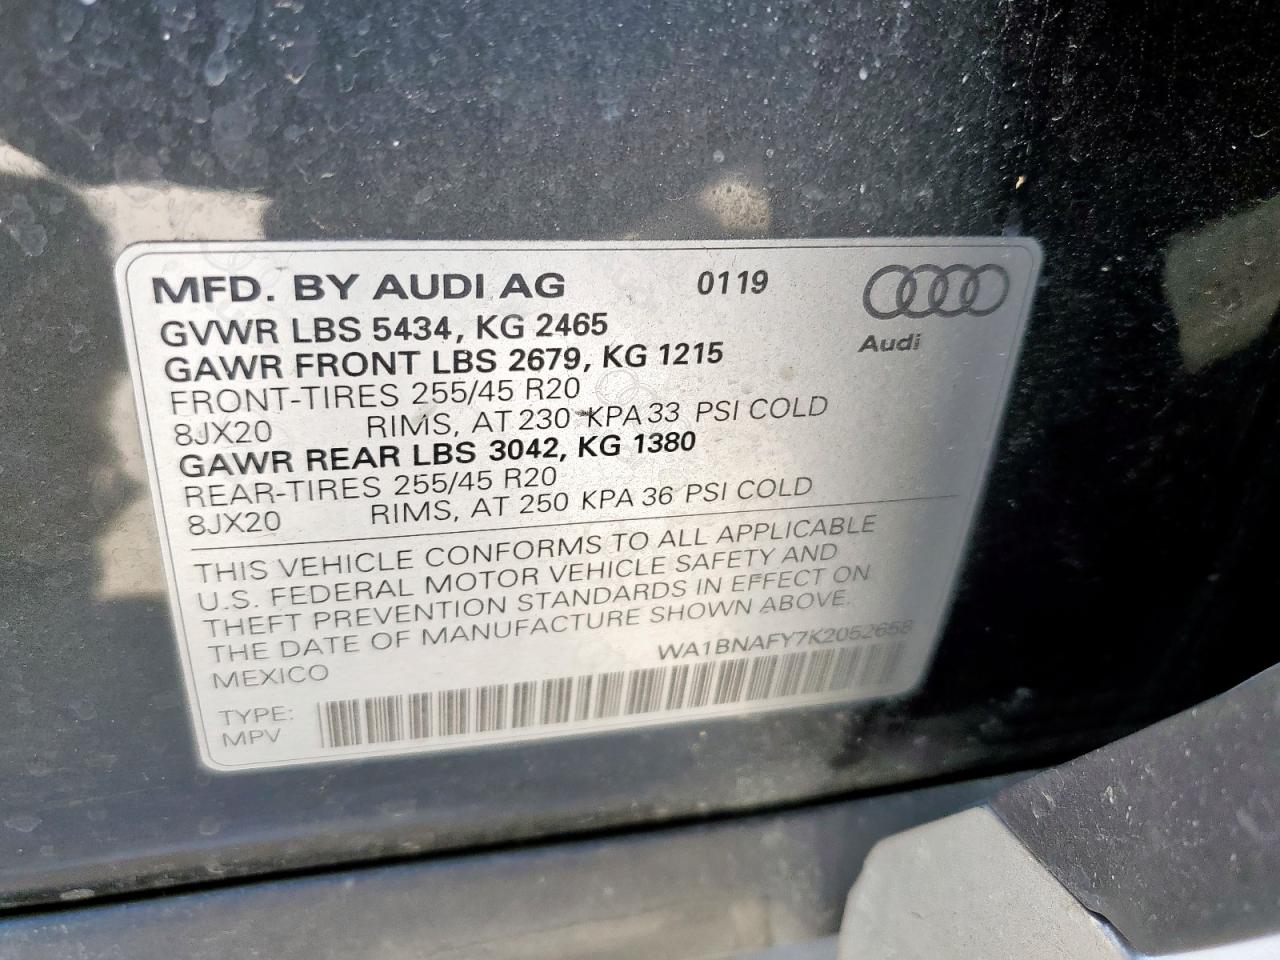 MFD. BY AUDI AG 0119
Audi
GVWR LBS 5434, KG 2465
GAWR FRONT LBS 2679, KG 1215
FRONT-TIRES 255/45 R20
8JX20 RIMS, AT 230 KPA 33 PSI COLD
GAWR REAR LBS 3042, KG 1380
REAR-TIRES 255/45 R20
8JX20 RIMS, AT 250 KPA 36 PSI COLD
THIS VEHICLE CONFORMS TO ALL APPLICABLE
U.S. FEDERAL MOTOR VEHICLE SAFETY AND
THEFT PREVENTION STANDARDS IN EFFECT ON
THE DATE OF MANUFACTURE SHOWN ABOVE.
MEXICO WA1BNAFY7K2052658
TYPE:
MPV